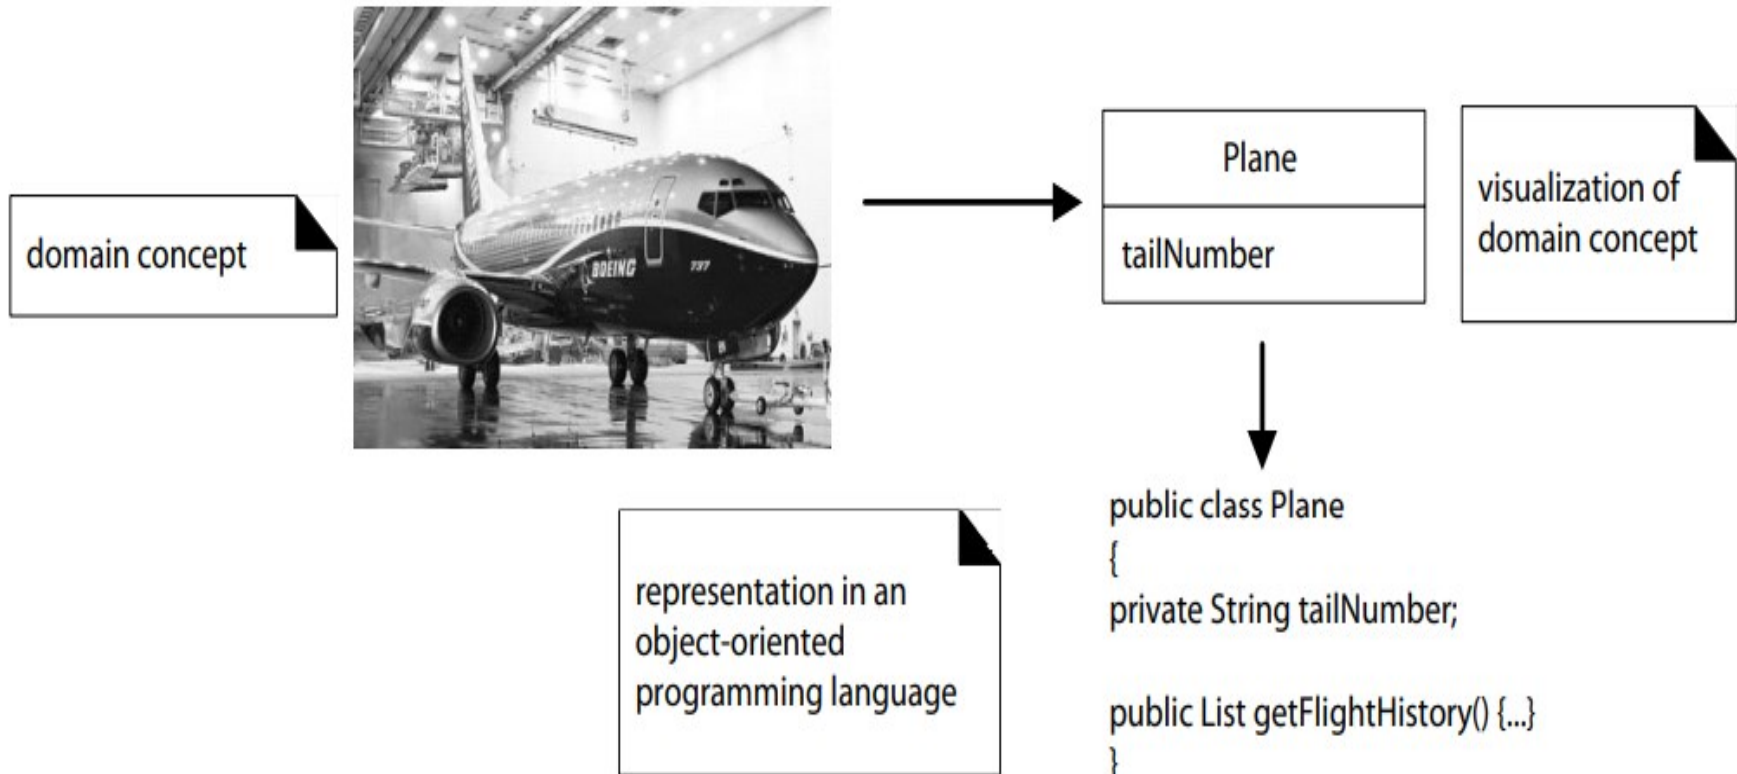 domain concept
BOEING
737
Plane
tailNumber
visualization of
domain concept
representation in an
object-oriented
programming language
public class Plane
{
private String tailNumber;
public List getFlightHistory() {...}
}